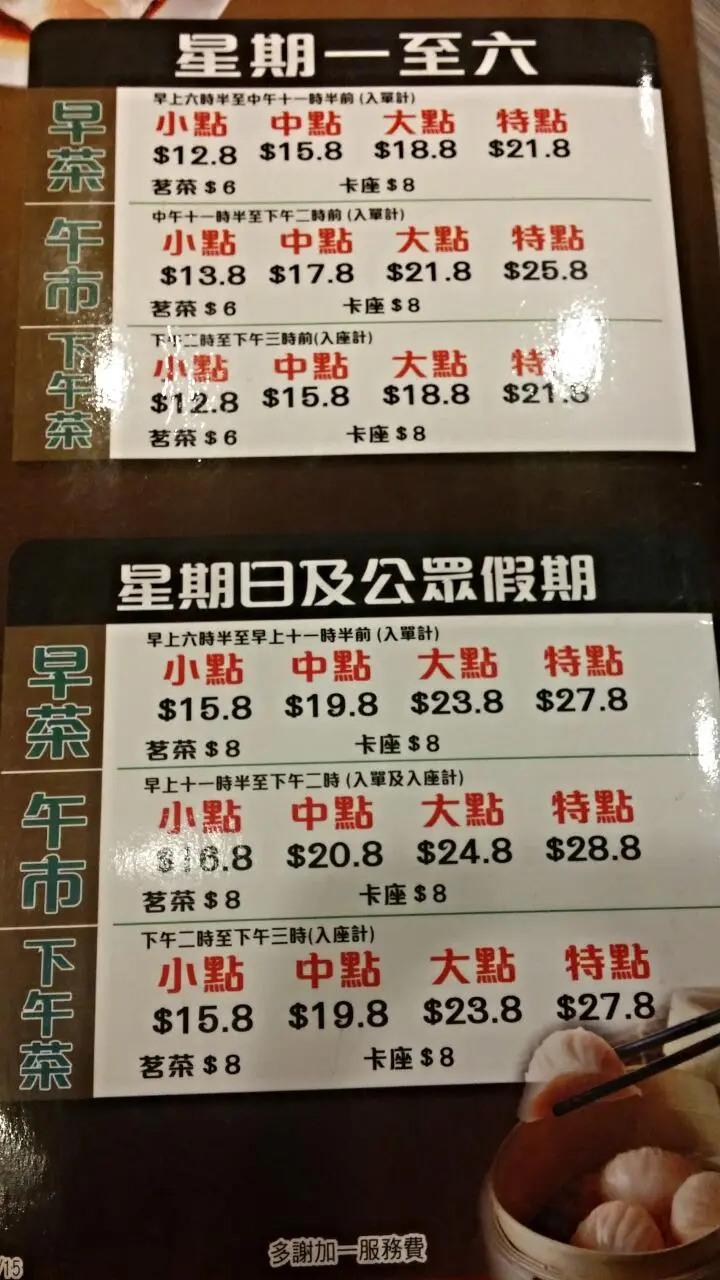 星期一至六
早茶
早上六時半至中午十一時半前(入單計)
小點 中點 大點 特點
$12.8 $15.8 $18.8 $21.8
茗茶$6 卡座$8
午市
中午十一時半至下午二時前(入單計)
小點 中點 大點 特點
$13.8 $17.8 $21.8 $25.8
茗茶$6 卡座$8
下午茶
下午二時至下午三時前(入座計)
小點 中點 大點 特
$12.8 $15.8 $18.8 $21.8
茗茶$6 卡座$8
星期日及公眾假期
早茶
早上六時半至早上十一時半前(入單計)
小點 中點 大點 特點
$15.8 $19.8 $23.8 $27.8
茗茶$8 卡座$8
午市
早上十一時半至下午二時(入單及入座計)
小點 中點 大點 特點
$16.8 $20.8 $24.8 $28.8
茗茶$8 卡座$8
下午茶
下午二時至下午三時(入座計)
小點 中點 大點 特點
$15.8 $19.8 $23.8 $27.8
茗茶$8 卡座$8
多謝加一服務費
/15